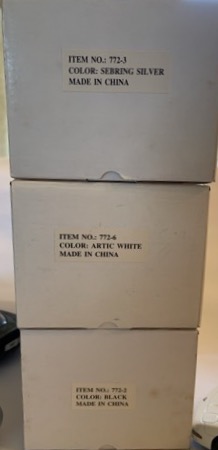 ITEM NO.: 772-3
COLOR: SEBRING SILVER
MADE IN CHINA
ITEM NO.: 772-6
COLOR: ARTIC WHITE
MADE IN CHINA
ITEM NO.: 772-2
COLOR: BLACK
MADE IN CHINA